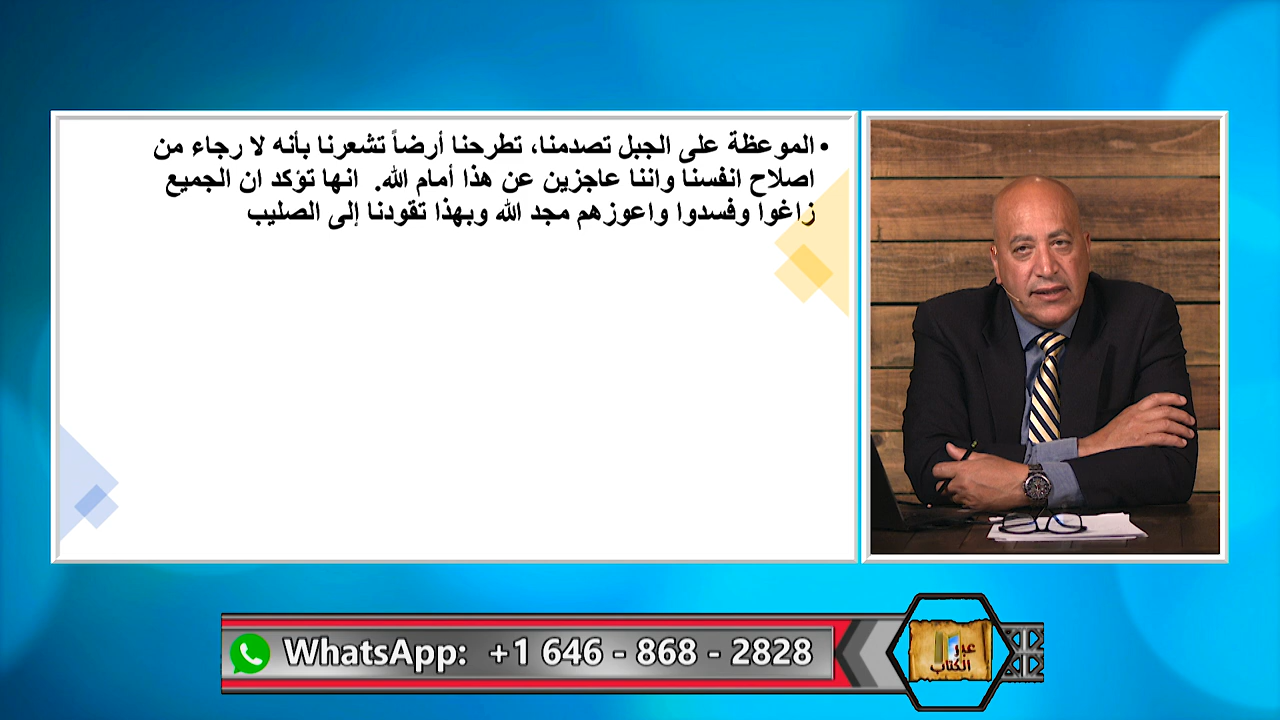 • الموعظة على الجبل تصدمنا، تطرحنا أرضاً تشعرنا بأنه لا رجاء من
اصلاح انفسنا واننا عاجزين عن هذا أمام الله. انها تؤكد ان الجميع
زاغوا وفسدوا واعوزهم مجد الله وبهذا تقودنا إلى الصليب
WhatsApp: +1 646 - 868 - 2828
عبر
الكتاب